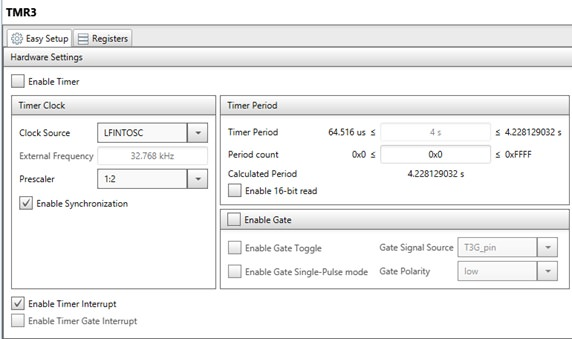 TMR3
Easy Setup Registers
Hardware Settings
Enable Timer
Timer Clock
Clock Source LFINTOSC
External Frequency 32.768 kHz
Prescaler 1:2
Enable Synchronization
Timer Period
Timer Period 64.516 us ≤ 4 s ≤ 4.228129032 s
Period count 0x0 ≤ 0x0 ≤ 0xFFFF
Calculated Period 4.228129032 s
Enable 16-bit read
Enable Gate
Enable Gate Toggle Gate Signal Source T3G_pin
Enable Gate Single-Pulse mode Gate Polarity low
Enable Timer Interrupt
Enable Timer Gate Interrupt